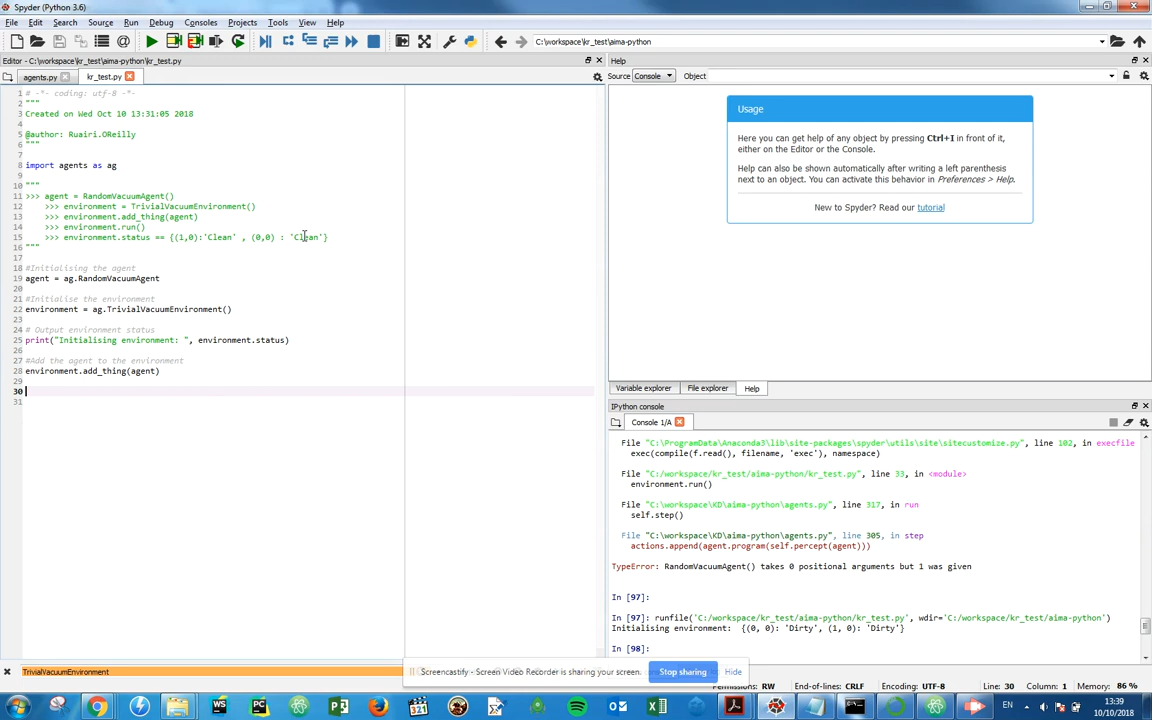 Spyder (Python 3.6)
File Edit Search Source Run Debug Consoles Projects Tools View Help
C:\workspace\kr_test\aima-python
Editor - C:\workspace\kr_test\aima-python\kr_test.py
agents.py kr_test.py
1 # -*- coding: utf-8 -*-
2 """
3 Created on Wed Oct 10 13:31:05 2018
4
5 @author: Ruairi.OReilly
6 """
7
8 import agents as ag
9
10 """
11 >>> agent = RandomVacuumAgent()
12 >>> environment = TrivialVacuumEnvironment()
13 >>> environment.add_thing(agent)
14 >>> environment.run()
15 >>> environment.status == {(1,0):'Clean' , (0,0) : 'Clean'}
16 """
17
18 #Initialising the agent
19 agent = ag.RandomVacuumAgent
20
21 #Initialise the environment
22 environment = ag.TrivialVacuumEnvironment()
23
24 # Output environment status
25 print("Initialising environment: ", environment.status)
26
27 #Add the agent to the environment
28 environment.add_thing(agent)
29
30
31
TrivialVacuumEnvironment
Help
Source Console Object
Usage
Here you can get help of any object by pressing Ctrl+I in front of it,
either on the Editor or the Console.
Help can also be shown automatically after writing a left parenthesis
next to an object. You can activate this behavior in Preferences > Help.
New to Spyder? Read our tutorial
Variable explorer File explorer Help
IPython console
Console 1/A
File "C:\ProgramData\Anaconda3\lib\site-packages\spyder\utils\site\sitecustomize.py", line 102, in execfile
exec(compile(f.read(), filename, 'exec'), namespace)
File "C:/workspace/kr_test/aima-python/kr_test.py", line 33, in <module>
environment.run()
File "C:\workspace\KD\aima-python\agents.py", line 317, in run
self.step()
File "C:\workspace\KD\aima-python\agents.py", line 305, in step
actions.append(agent.program(self.percept(agent)))
TypeError: RandomVacuumAgent() takes 0 positional arguments but 1 was given
In [97]:
In [97]: runfile('C:/workspace/kr_test/aima-python/kr_test.py', wdir='C:/workspace/kr_test/aima-python')
Initialising environment: {(0, 0): 'Dirty', (1, 0): 'Dirty'}
In [98]:
Screencastify - Screen Video Recorder is sharing your screen. Stop sharing Hide
Permissions: RW End-of-lines: CRLF Encoding: UTF-8 Line: 30 Column: 1 Memory: 86 %
EN 13:39
10/10/2018